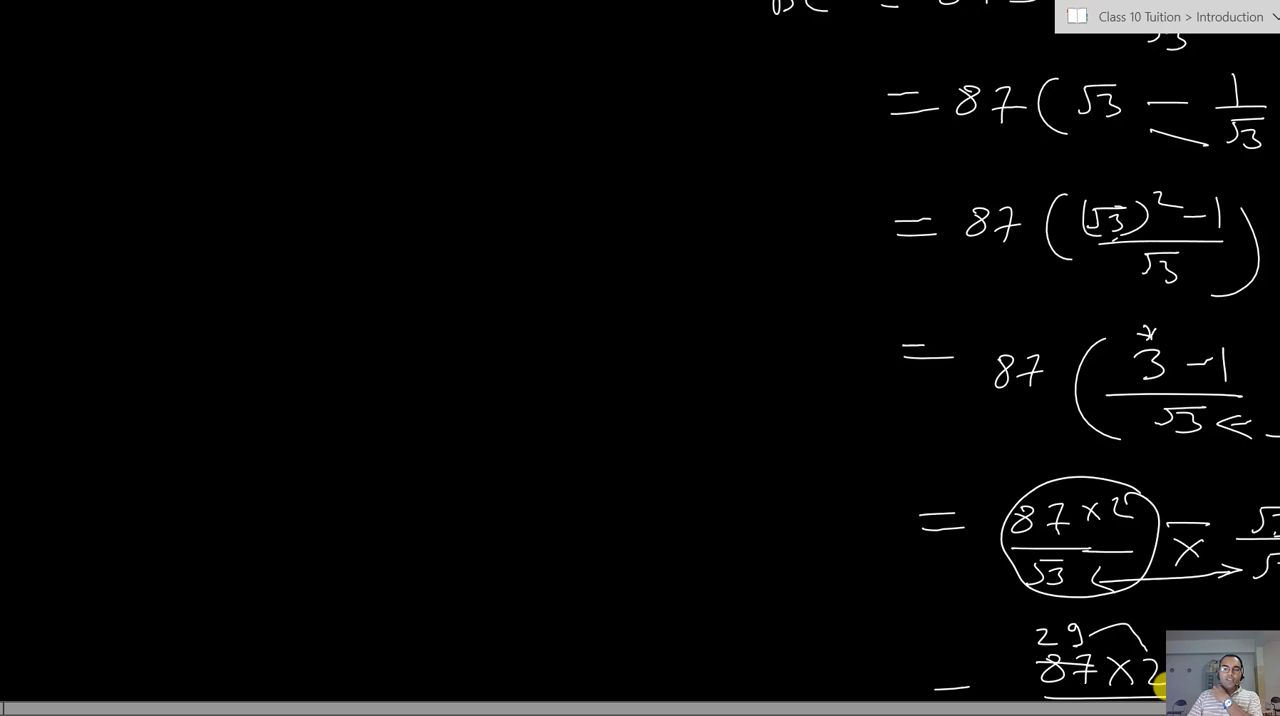 Class 10 Tuition > Introduction
√3
= 87 ( √3 - 1/√3
= 87 ( (√3)² - 1 / √3 )
= 87 ( 3 - 1 / √3
= 87 × 2 / √3 ×
29
- 87 × 2